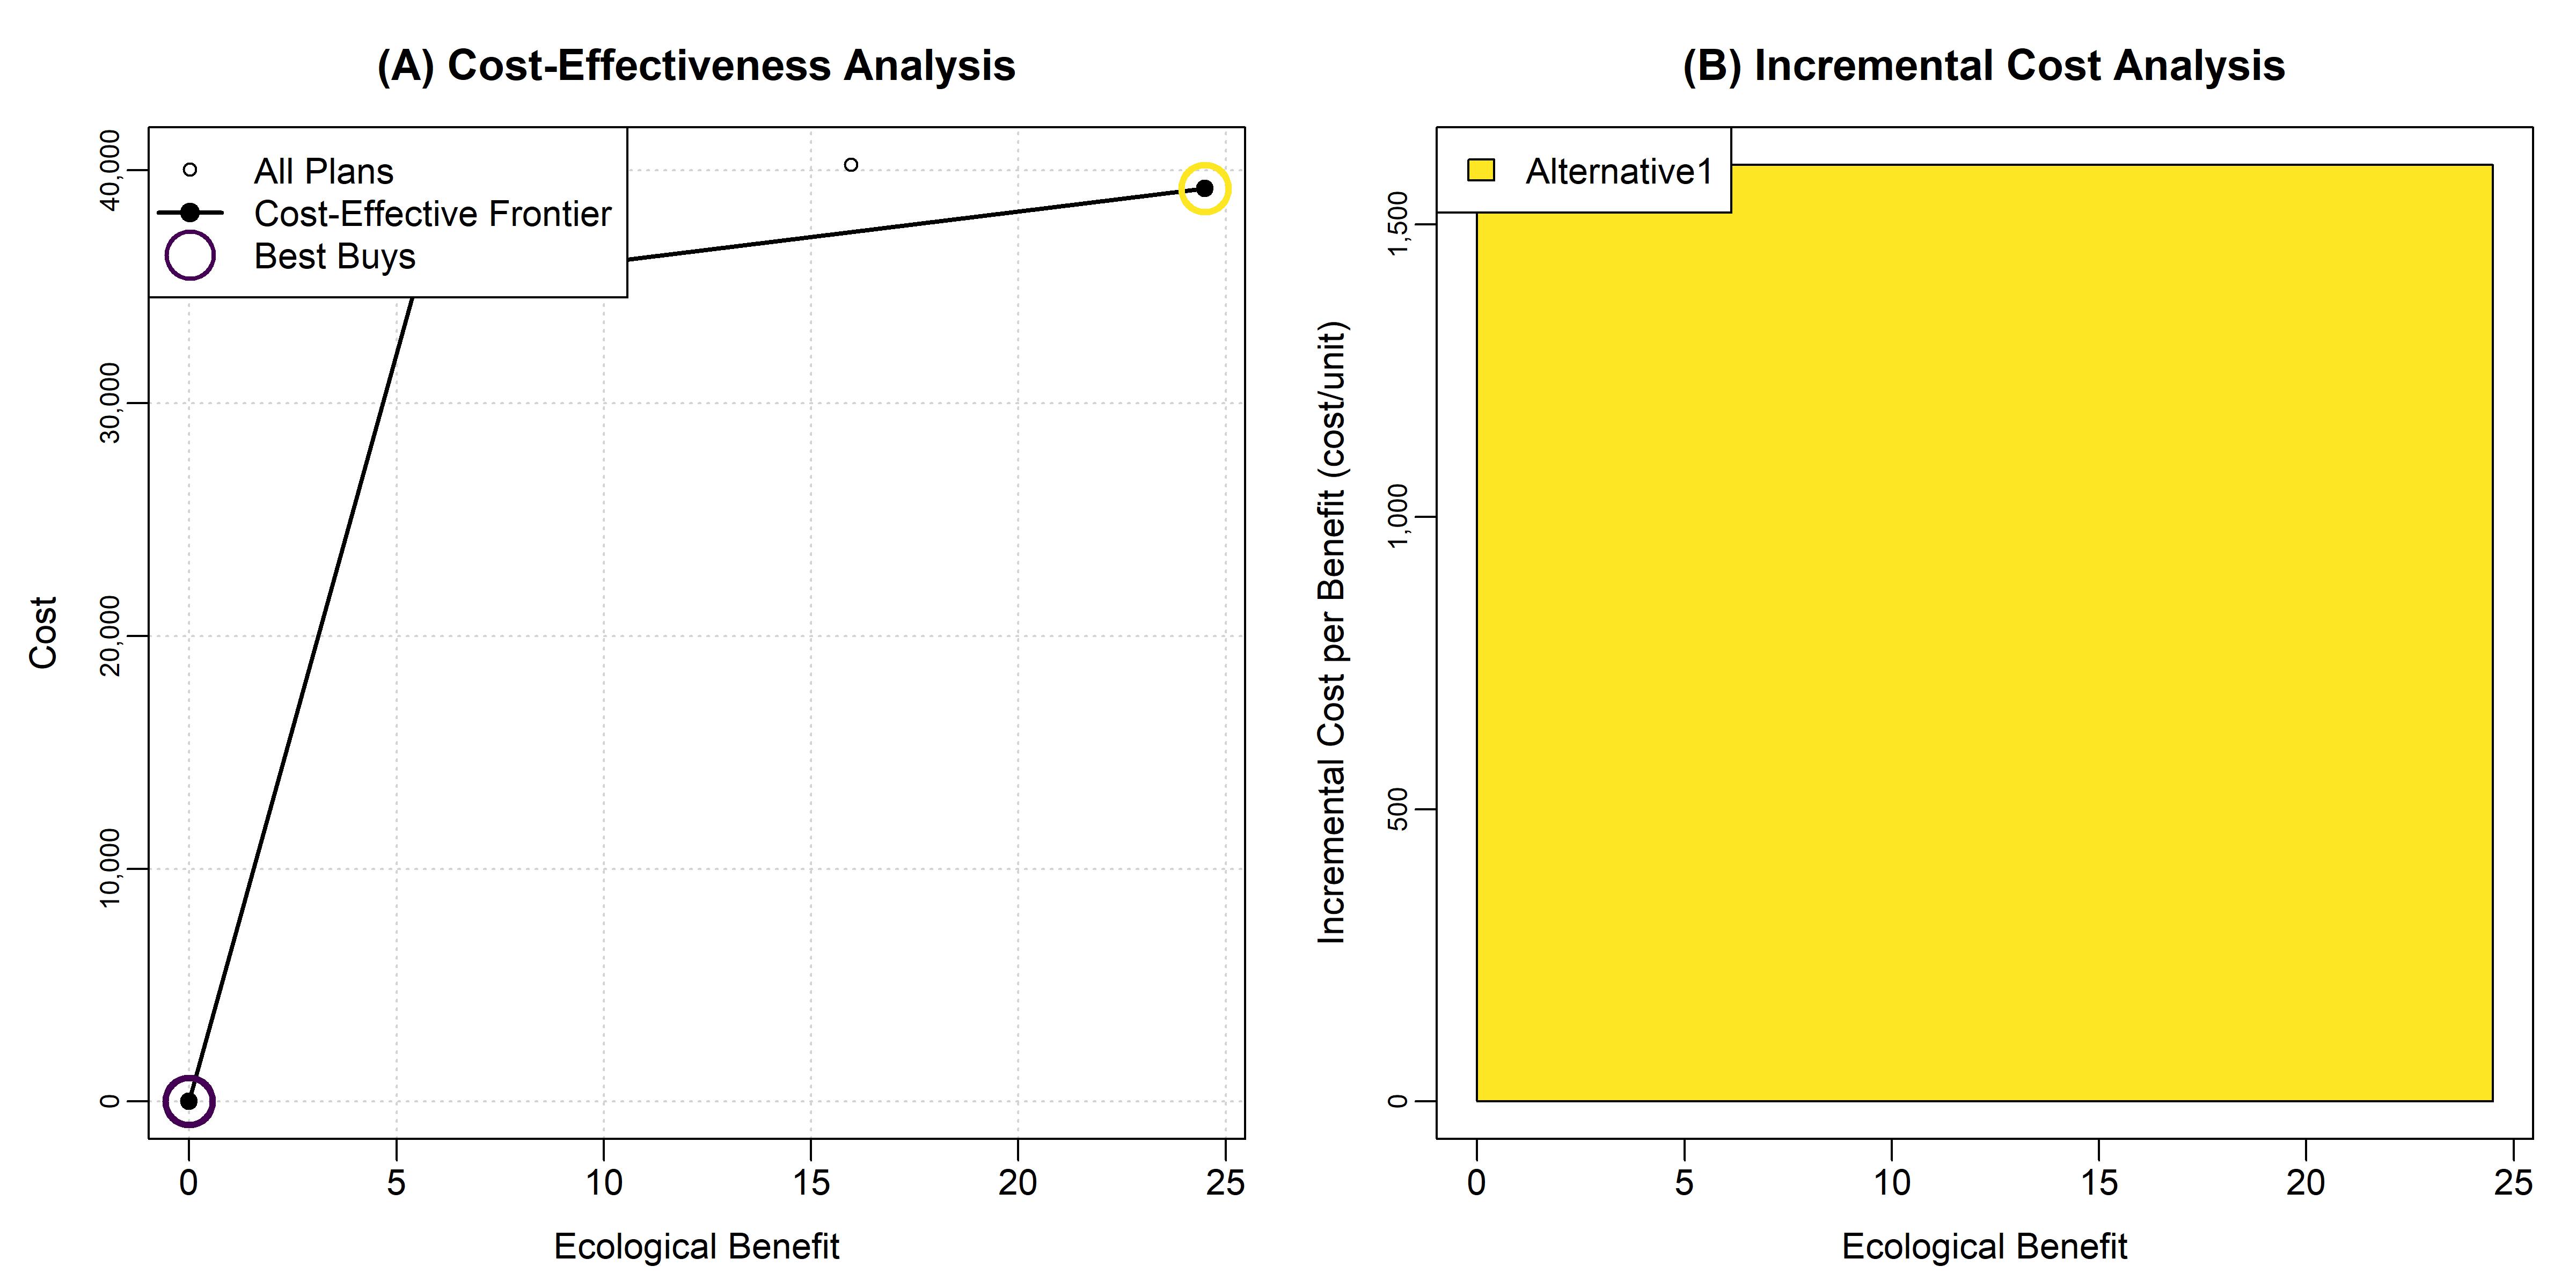 (A) Cost-Effectiveness Analysis
All Plans
Cost-Effective Frontier
Best Buys
Cost
40,000
30,000
20,000
10,000
0
0 5 10 15 20 25
Ecological Benefit
(B) Incremental Cost Analysis
Alternative1
Incremental Cost per Benefit (cost/unit)
1,500
1,000
500
0
0 5 10 15 20 25
Ecological Benefit